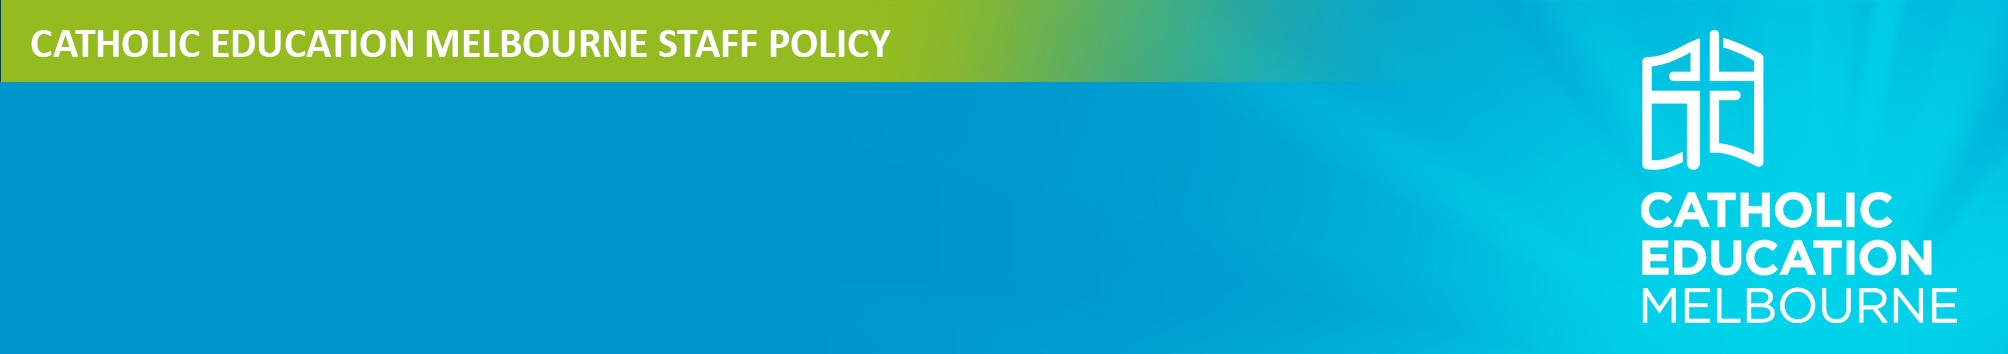 CATHOLIC EDUCATION MELBOURNE STAFF POLICY
CATHOLIC
EDUCATION
MELBOURNE